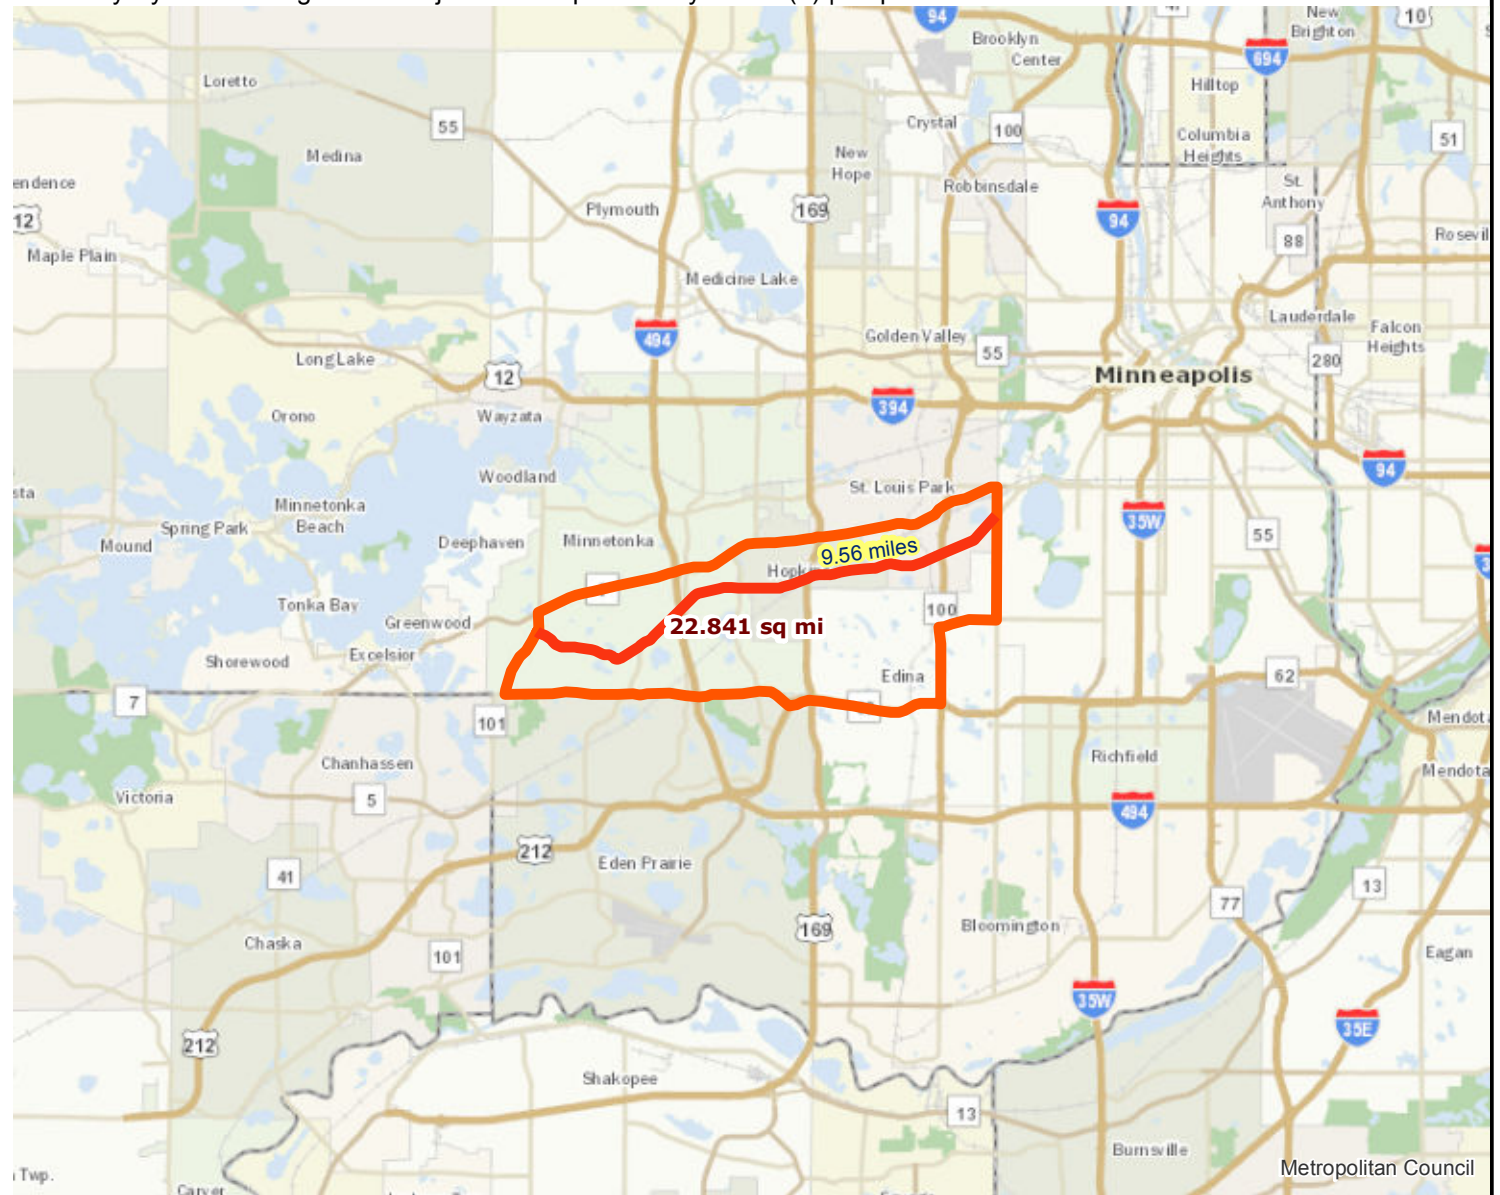 94
New
Brighton
10
Brooklyn
Center
694
Loretto
Hilltop
55
Crystal
100
Columbia
Heights
51
Medina
New
Hope
endence
Robbinsdale
St.
Anthony
12
Plymouth
169
94
88
Rosevil
Maple Plain
Medicine Lake
494
Golden Valley
55
Lauderdale
Falcon
Heights
Long Lake
280
12
Minneapolis
394
Orono
Wayzata
94
Woodland
St. Louis Park
sta
Minnetonka
Beach
Spring Park
35W
55
Mound
Deephaven
Minnetonka
9.56 miles
Hopk
Tonka Bay
Greenwood
100
22.841 sq mi
Shorewood
Excelsior
Edina
62
7
101
Mendota
Richfield
Chanhassen
Mendota
Victoria
5
494
212
Eden Prairie
41
13
77
169
Bloomington
Chaska
101
Eagan
35W
35E
212
Shakopee
13
Burnsville
n Twp.
Metropolitan Council
Carver